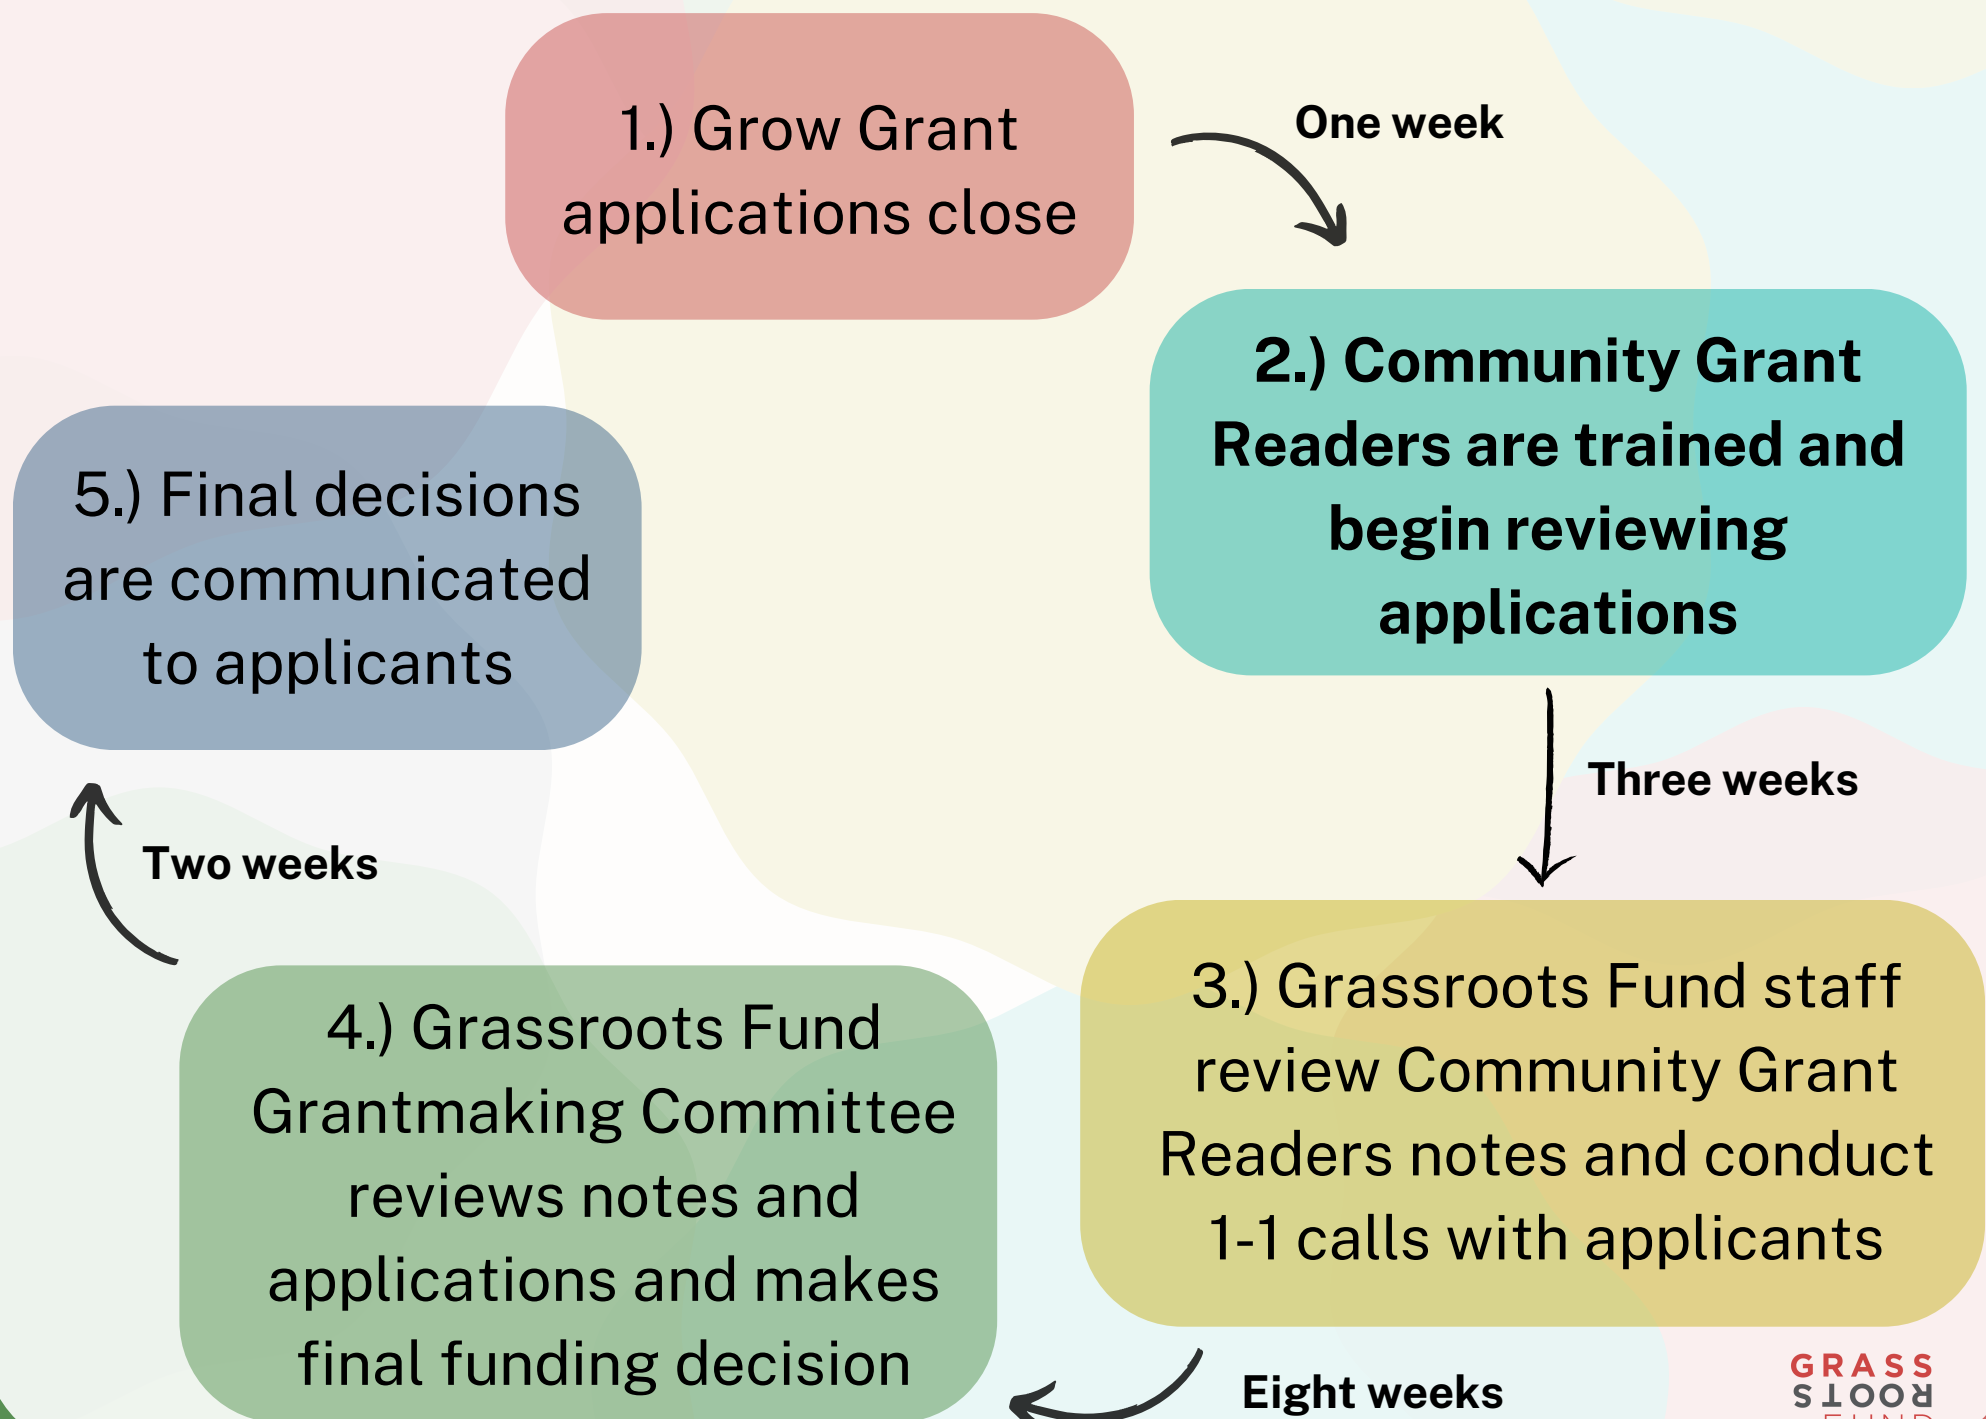 1.) Grow Grant
applications close
One week
2.) Community Grant
Readers are trained and
begin reviewing
applications
Three weeks
3.) Grassroots Fund staff
review Community Grant
Readers notes and conduct
1-1 calls with applicants
Eight weeks
4.) Grassroots Fund
Grantmaking Committee
reviews notes and
applications and makes
final funding decision
Two weeks
5.) Final decisions
are communicated
to applicants
GRASS
ROOTS
FUND